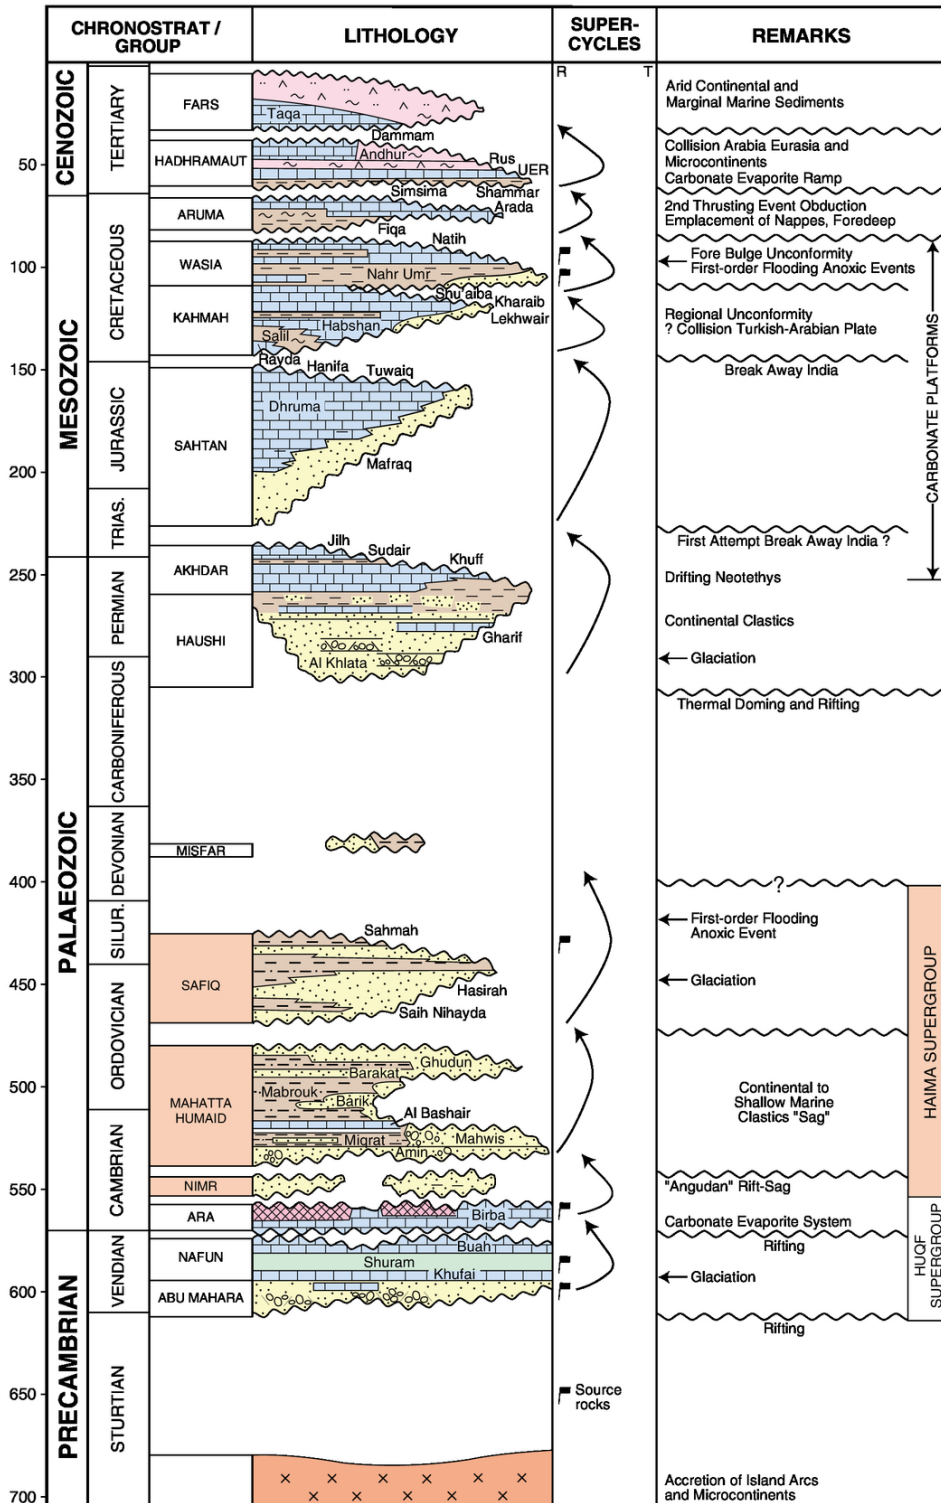 CHRONOSTRAT /
GROUP
LITHOLOGY
SUPER-
CYCLES
REMARKS
R
T
CENOZOIC
MESOZOIC
PALAEOZOIC
PRECAMBRIAN
TERTIARY
CRETACEOUS
JURASSIC
TRIAS.
PERMIAN
CARBONIFEROUS
DEVONIAN
SILUR.
ORDOVICIAN
CAMBRIAN
VENDIAN
STURTIAN
50
100
150
200
250
300
350
400
450
500
550
600
650
700
FARS
HADHRAMAUT
ARUMA
WASIA
KAHMAH
SAHTAN
AKHDAR
HAUSHI
MISFAR
SAFIQ
MAHATTA
HUMAID
NIMR
ARA
NAFUN
ABU MAHARA
Taqa
Dammam
Andhur
Rus
UER
Simsima
Shammar
Arada
Fiqa
Natih
Nahr Umr
Shu'aiba
Kharaib
Lekhwair
Habshan
Salil
Rayda
Hanifa
Tuwaiq
Dhruma
Mafraq
Jilh
Sudair
Khuff
Gharif
Al Khlata
Sahmah
Hasirah
Saih Nihayda
Ghudun
Barakat
Mabrouk
Barik
Al Bashair
Miqrat
Mahwis
Amin
Birba
Buah
Shuram
Khufai
Source
rocks
Arid Continental and
Marginal Marine Sediments
Collision Arabia Eurasia and
Microcontinents
Carbonate Evaporite Ramp
2nd Thrusting Event Obduction
Emplacement of Nappes, Foredeep
Fore Bulge Unconformity
First-order Flooding Anoxic Events
Regional Unconformity
? Collision Turkish-Arabian Plate
Break Away India
First Attempt Break Away India ?
Drifting Neotethys
Continental Clastics
Glaciation
Thermal Doming and Rifting
?
First-order Flooding
Anoxic Event
Glaciation
Continental to
Shallow Marine
Clastics "Sag"
"Angudan" Rift-Sag
Carbonate Evaporite System
Rifting
Glaciation
Rifting
Accretion of Island Arcs
and Microcontinents
CARBONATE PLATFORMS
HAIMA SUPERGROUP
HUQF
SUPERGROUP